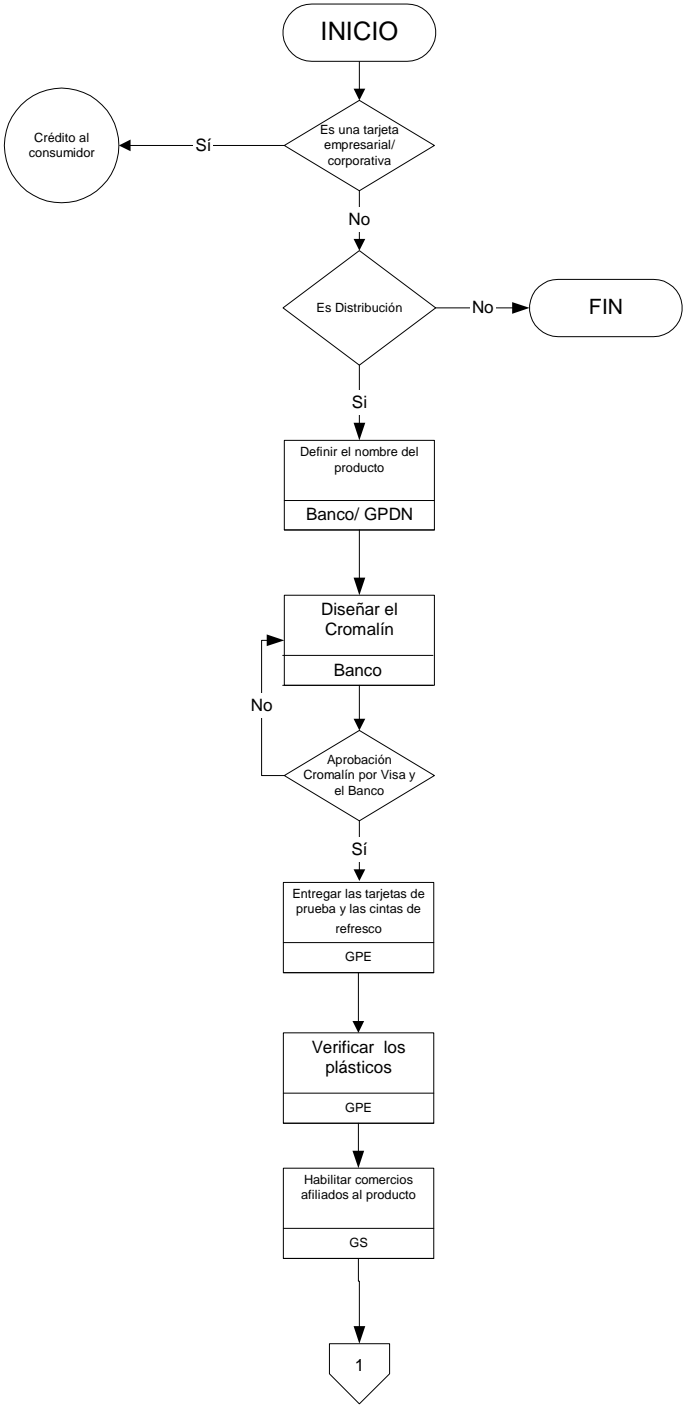 INICIO
Es una tarjeta
empresarial/
corporativa
Sí
Crédito al
consumidor
No
Es Distribución
No
FIN
Si
Definir el nombre del
producto
Banco/ GPDN
Diseñar el
Cromalín
Banco
No
Aprobación
Cromalín por Visa y
el Banco
Sí
Entregar las tarjetas de
prueba y las cintas de
refresco
GPE
Verificar los
plásticos
GPE
Habilitar comercios
afiliados al producto
GS
1